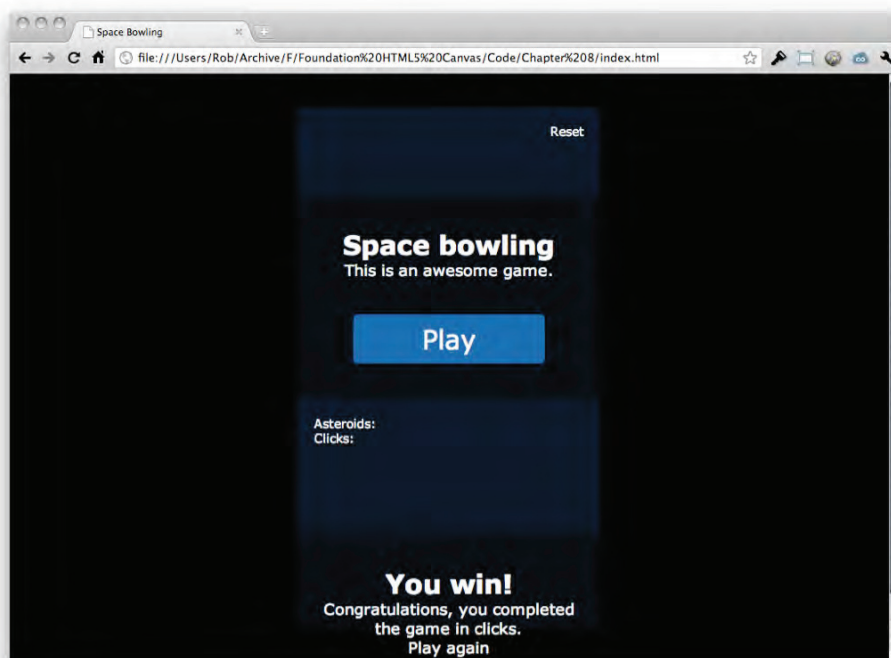 Space Bowling
file:///Users/Rob/Archive/F/Foundation%20HTML5%20Canvas/Code/Chapter%208/index.html
Reset
Space bowling
This is an awesome game.
Play
Asteroids:
Clicks:
You win!
Congratulations, you completed
the game in clicks.
Play again